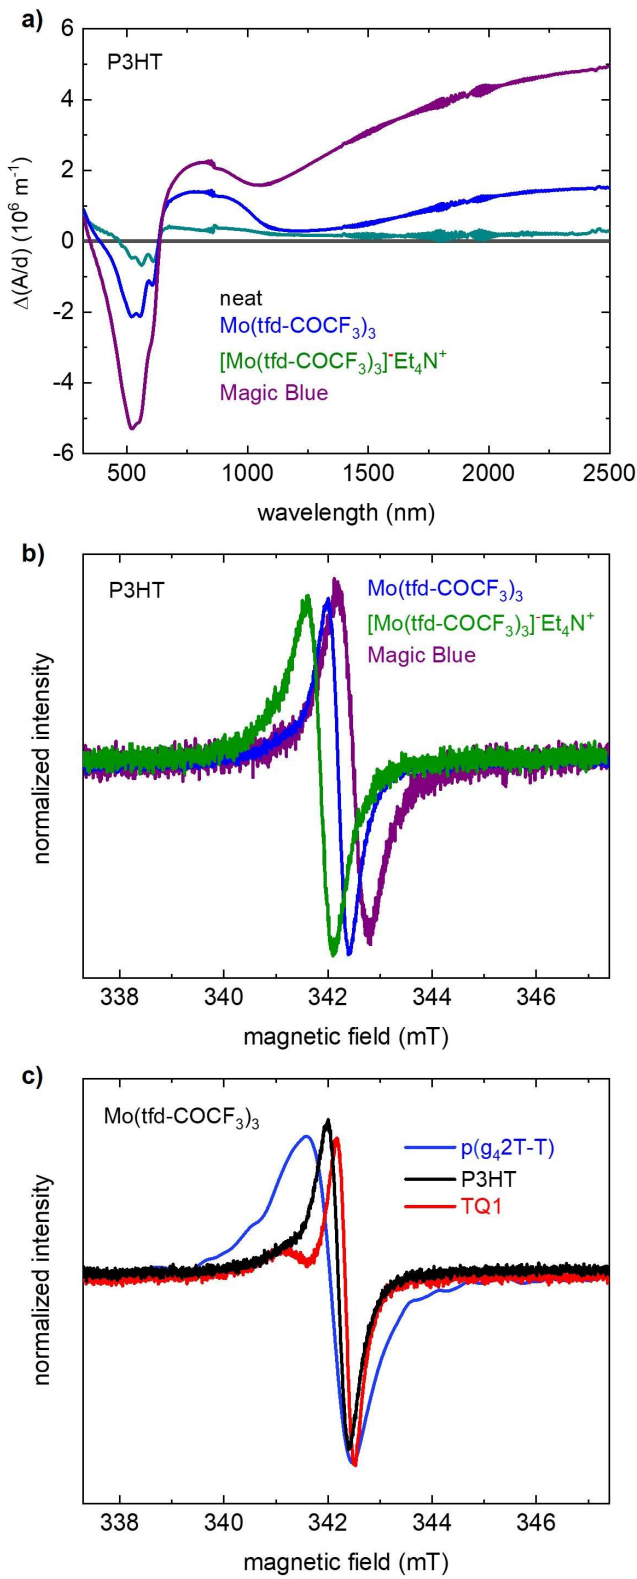 a)
P3HT
6
4
2
0
-2
-4
-6
Δ(A/d) (10⁶ m⁻¹)
neat
Mo(tfd-COCF₃)₃
[Mo(tfd-COCF₃)₃]⁻Et₄N⁺
Magic Blue
500 1000 1500 2000 2500
wavelength (nm)
b)
P3HT
Mo(tfd-COCF₃)₃
[Mo(tfd-COCF₃)₃]⁻Et₄N⁺
Magic Blue
normalized intensity
338 340 342 344 346
magnetic field (mT)
c)
Mo(tfd-COCF₃)₃
p(g₄2T-T)
P3HT
TQ1
normalized intensity
338 340 342 344 346
magnetic field (mT)